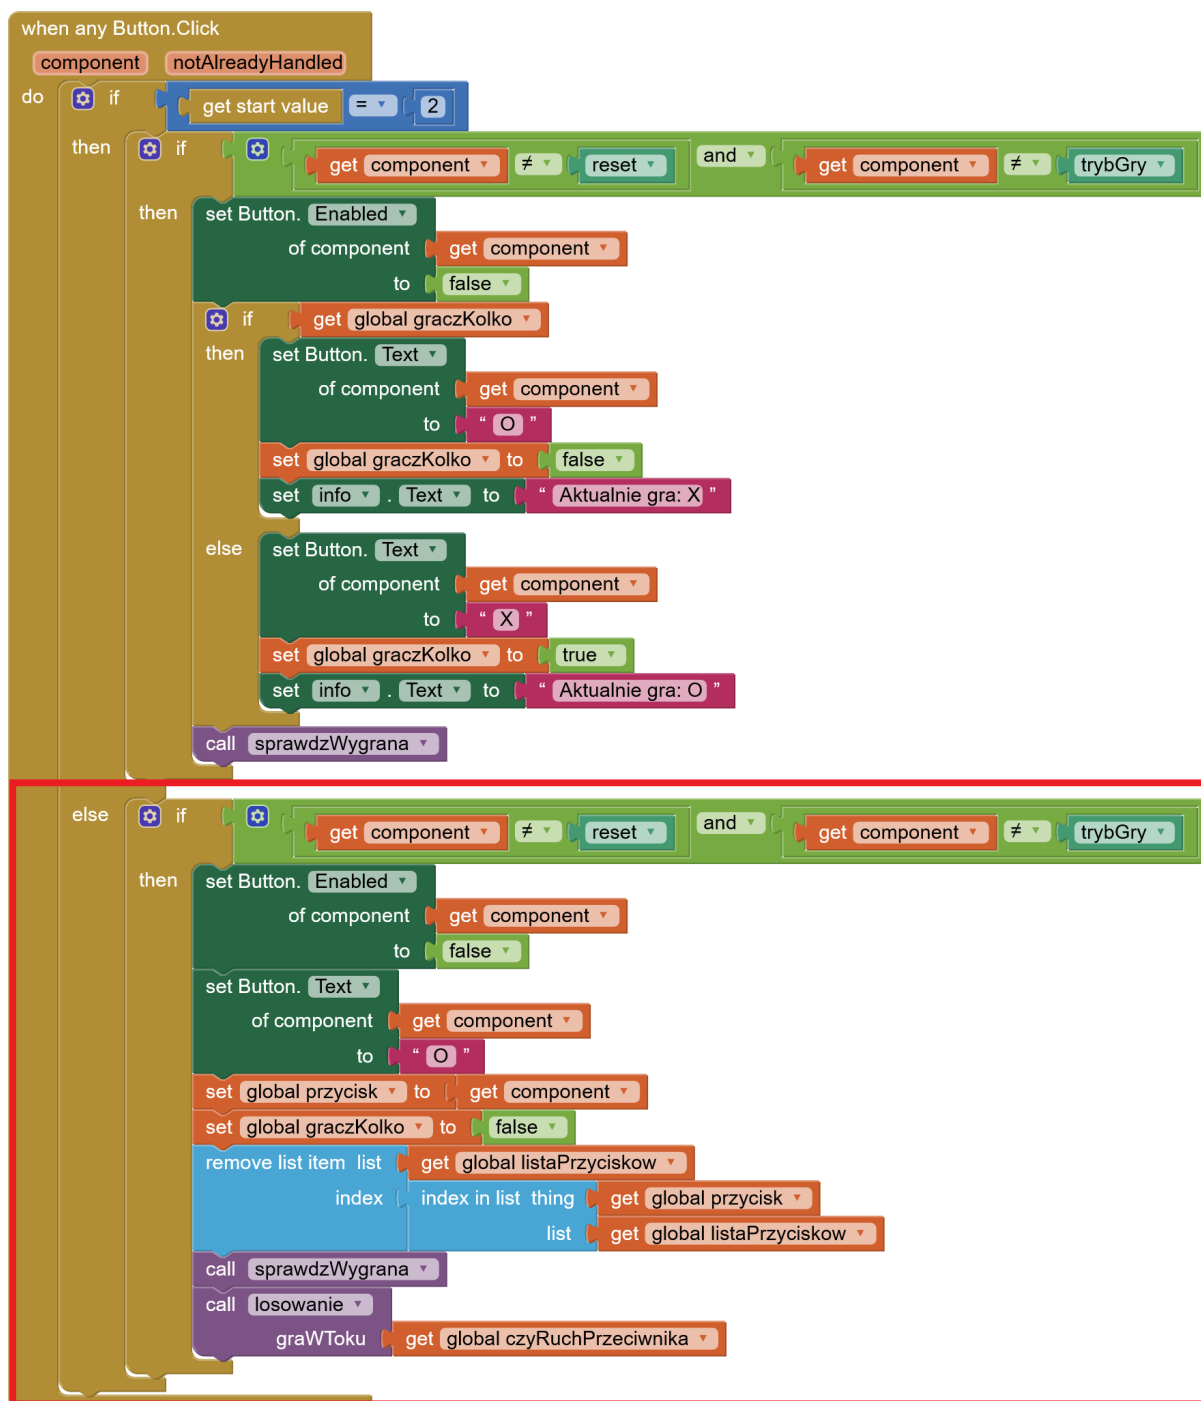 when any Button.Click
component notAlreadyHandled
do if get start value = 2
then if get component ≠ reset and get component ≠ trybGry
then set Button. Enabled
of component get component
to false
if get global graczKolko
then set Button. Text
of component get component
to “ O ”
set global graczKolko to false
set info . Text to “ Aktualnie gra: X ”
else set Button. Text
of component get component
to “ X ”
set global graczKolko to true
set info . Text to “ Aktualnie gra: O ”
call sprawdzWygrana
else if get component ≠ reset and get component ≠ trybGry
then set Button. Enabled
of component get component
to false
set Button. Text
of component get component
to “ O ”
set global przycisk to get component
set global graczKolko to false
remove list item list get global listaPrzyciskow
index index in list thing get global przycisk
list get global listaPrzyciskow
call sprawdzWygrana
call losowanie
graWToku get global czyRuchPrzeciwnika